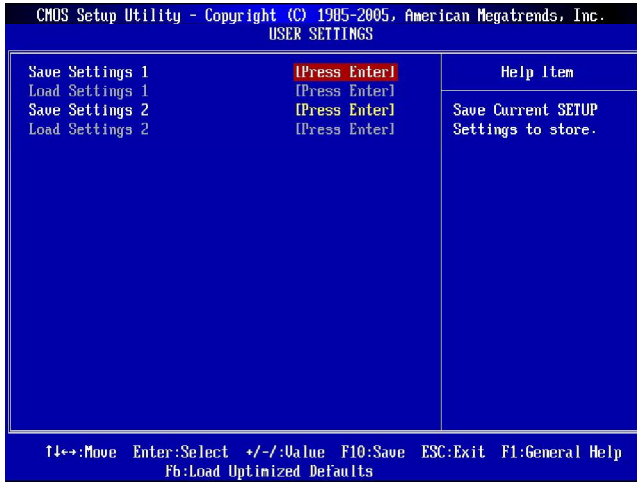 CMOS Setup Utility - Copyright (C) 1985-2005, American Megatrends, Inc.
USER SETTINGS
Save Settings 1 [Press Enter]
Load Settings 1 [Press Enter]
Save Settings 2 [Press Enter]
Load Settings 2 [Press Enter]
Help Item
Save Current SETUP
Settings to store.
↑↓←→:Move Enter:Select +/-/:Value F10:Save ESC:Exit F1:General Help
F6:Load Optimized Defaults